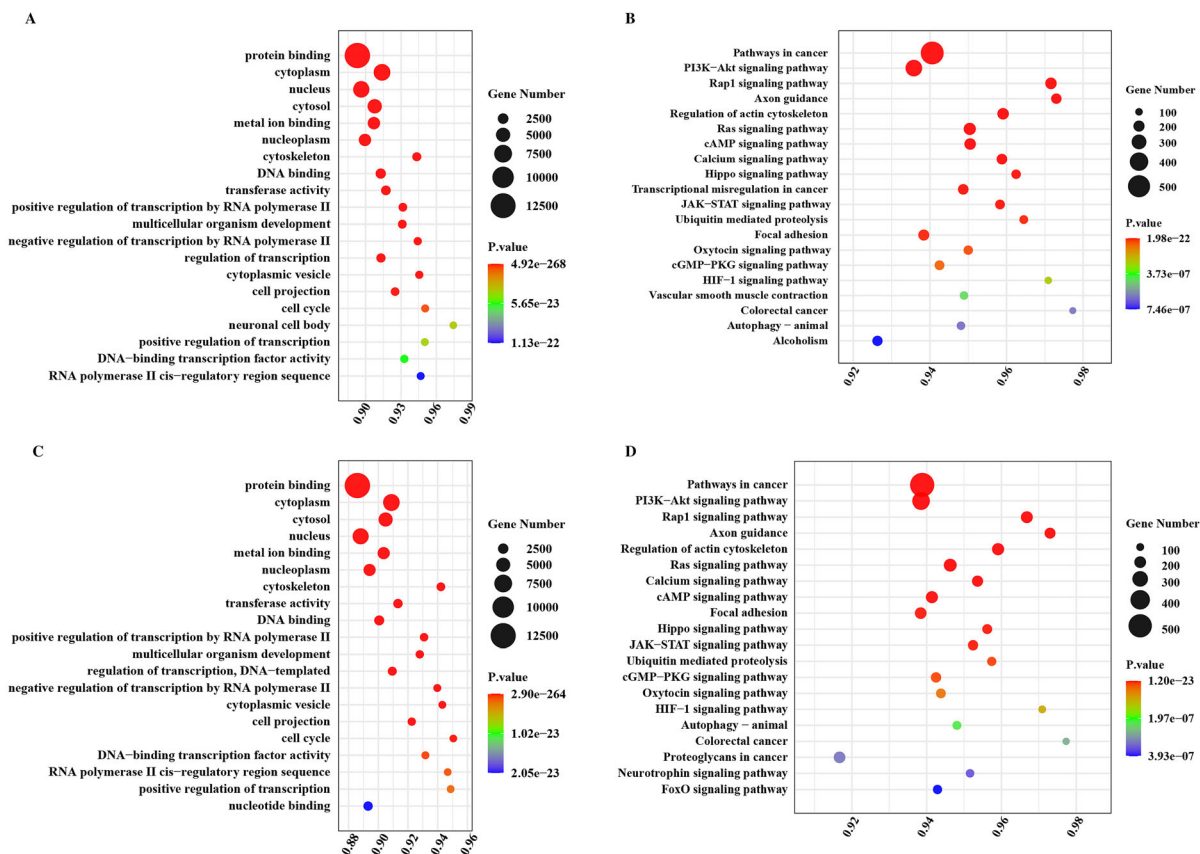 A
protein binding
cytoplasm
nucleus
cytosol
metal ion binding
nucleoplasm
cytoskeleton
DNA binding
transferase activity
positive regulation of transcription by RNA polymerase II
multicellular organism development
negative regulation of transcription by RNA polymerase II
regulation of transcription
cytoplasmic vesicle
cell projection
cell cycle
neuronal cell body
positive regulation of transcription
DNA−binding transcription factor activity
RNA polymerase II cis−regulatory region sequence
0.90 0.93 0.96 0.99
Gene Number
2500
5000
7500
10000
12500
P.value
4.92e−268
5.65e−23
1.13e−22
B
Pathways in cancer
PI3K−Akt signaling pathway
Rap1 signaling pathway
Axon guidance
Regulation of actin cytoskeleton
Ras signaling pathway
cAMP signaling pathway
Calcium signaling pathway
Hippo signaling pathway
Transcriptional misregulation in cancer
JAK−STAT signaling pathway
Ubiquitin mediated proteolysis
Focal adhesion
Oxytocin signaling pathway
cGMP−PKG signaling pathway
HIF−1 signaling pathway
Vascular smooth muscle contraction
Colorectal cancer
Autophagy − animal
Alcoholism
0.92 0.94 0.96 0.98
Gene Number
100
200
300
400
500
P.value
1.98e−22
3.73e−07
7.46e−07
C
protein binding
cytoplasm
cytosol
nucleus
metal ion binding
nucleoplasm
cytoskeleton
transferase activity
DNA binding
positive regulation of transcription by RNA polymerase II
multicellular organism development
regulation of transcription, DNA−templated
negative regulation of transcription by RNA polymerase II
cytoplasmic vesicle
cell projection
cell cycle
DNA−binding transcription factor activity
RNA polymerase II cis−regulatory region sequence
positive regulation of transcription
nucleotide binding
0.88 0.90 0.92 0.94 0.96
Gene Number
2500
5000
7500
10000
12500
P.value
2.90e−264
1.02e−23
2.05e−23
D
Pathways in cancer
PI3K−Akt signaling pathway
Rap1 signaling pathway
Axon guidance
Regulation of actin cytoskeleton
Ras signaling pathway
Calcium signaling pathway
cAMP signaling pathway
Focal adhesion
Hippo signaling pathway
JAK−STAT signaling pathway
Ubiquitin mediated proteolysis
cGMP−PKG signaling pathway
Oxytocin signaling pathway
HIF−1 signaling pathway
Autophagy − animal
Colorectal cancer
Proteoglycans in cancer
Neurotrophin signaling pathway
FoxO signaling pathway
0.92 0.94 0.96 0.98
Gene Number
100
200
300
400
500
P.value
1.20e−23
1.97e−07
3.93e−07